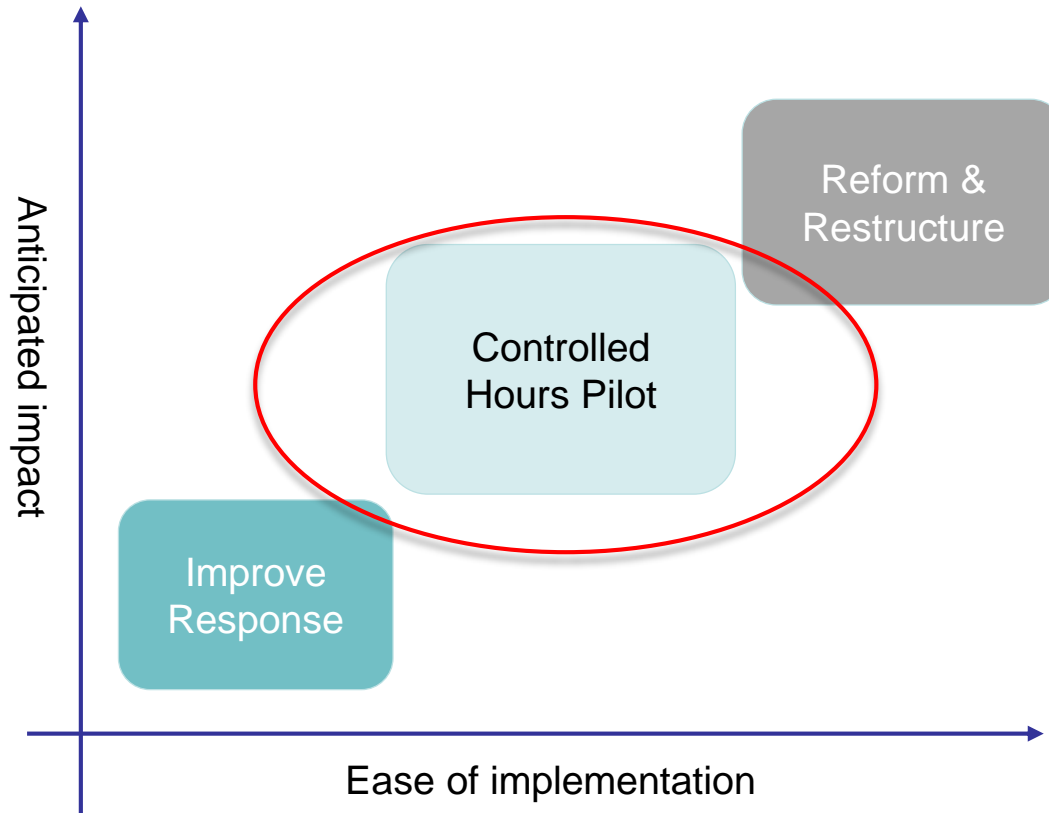 Reform &
Restructure
Anticipated impact
Controlled
Hours Pilot
Improve
Response
Ease of implementation